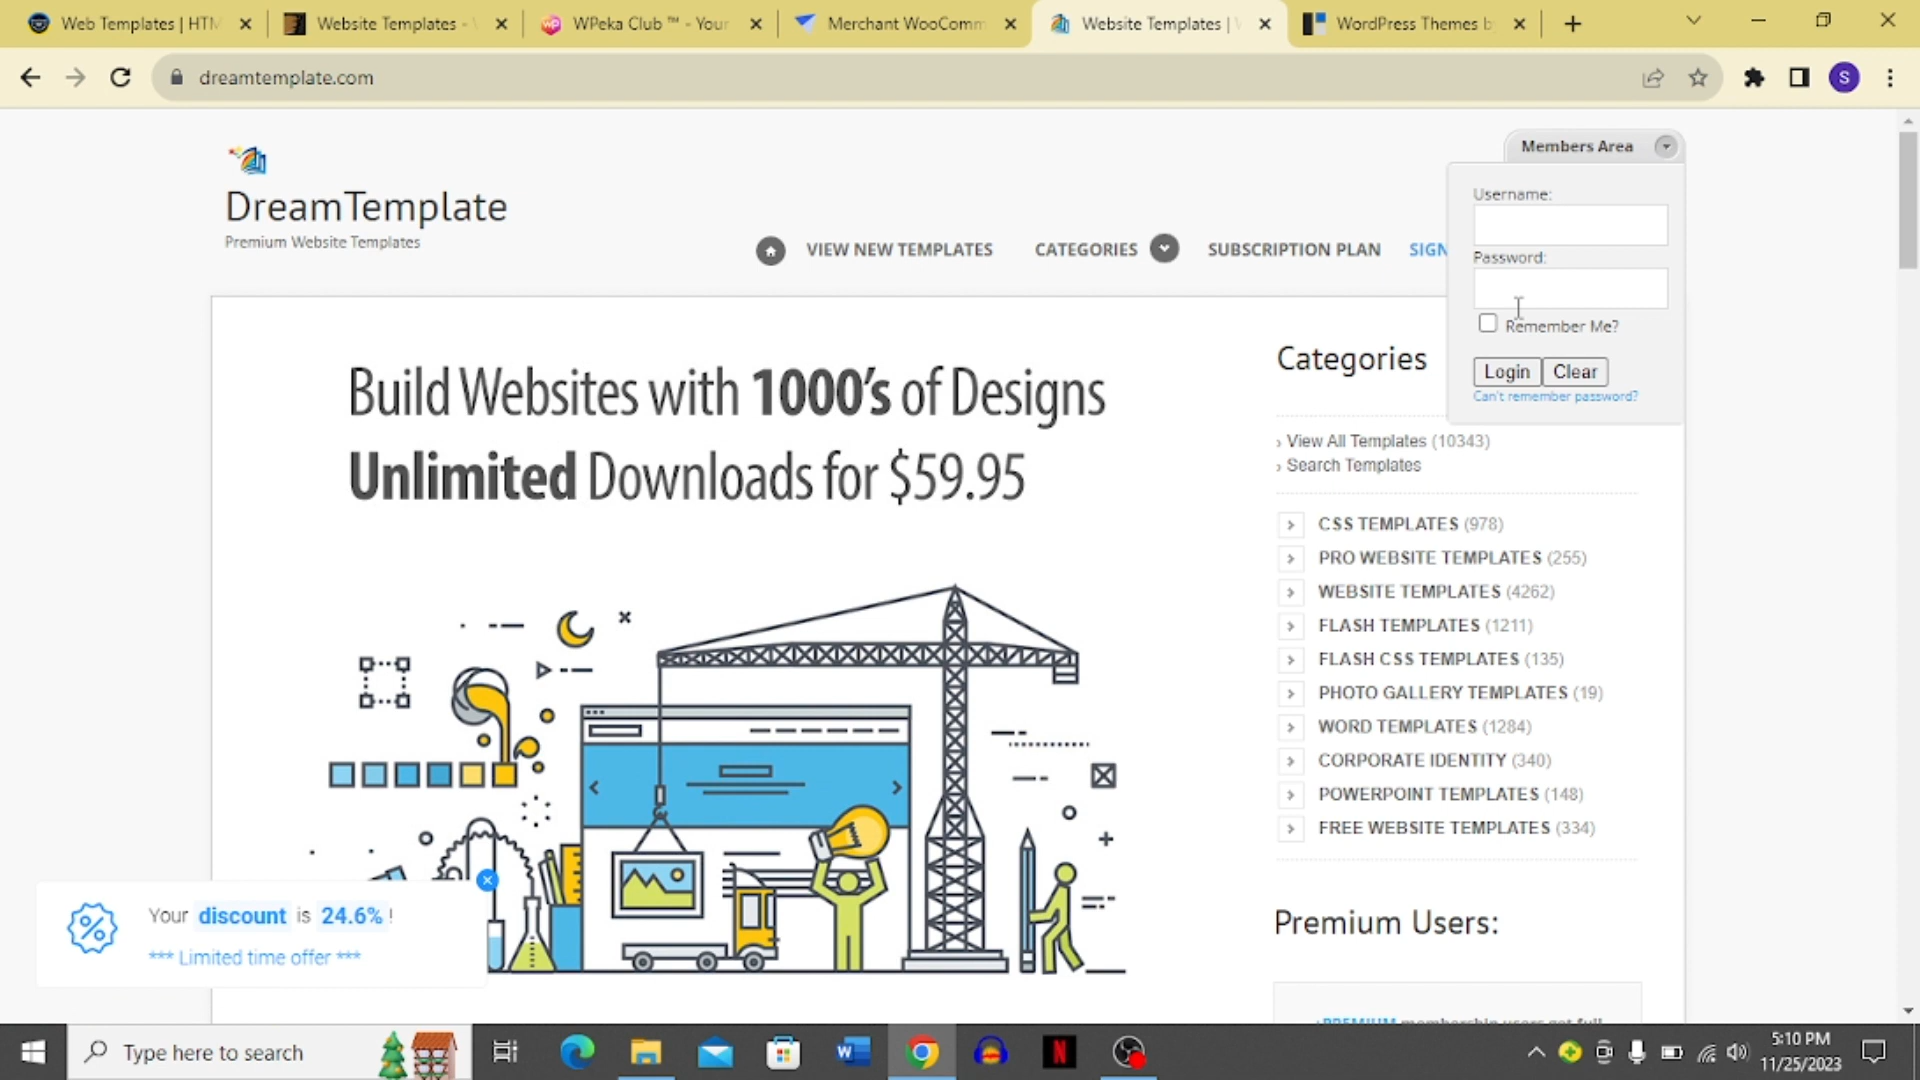 Web Templates | HTM
Website Templates -
WPeka Club ™ - Your
Merchant WooComm
Website Templates |
WordPress Themes b
S
dreamtemplate.com
Members Area
Username:
Password:
Remember Me?
Login Clear
Can't remember password?
DreamTemplate
Premium Website Templates
VIEW NEW TEMPLATES CATEGORIES SUBSCRIPTION PLAN SIGN
Build Websites with 1000's of Designs
Unlimited Downloads for $59.95
Categories
› View All Templates (10343)
› Search Templates
CSS TEMPLATES (978)
PRO WEBSITE TEMPLATES (255)
WEBSITE TEMPLATES (4262)
FLASH TEMPLATES (1211)
FLASH CSS TEMPLATES (135)
PHOTO GALLERY TEMPLATES (19)
WORD TEMPLATES (1284)
CORPORATE IDENTITY (340)
POWERPOINT TEMPLATES (148)
FREE WEBSITE TEMPLATES (334)
Premium Users:
PREMIUM membership users get full
Your discount is 24.6% !
*** Limited time offer ***
Type here to search
5:10 PM
11/25/2023